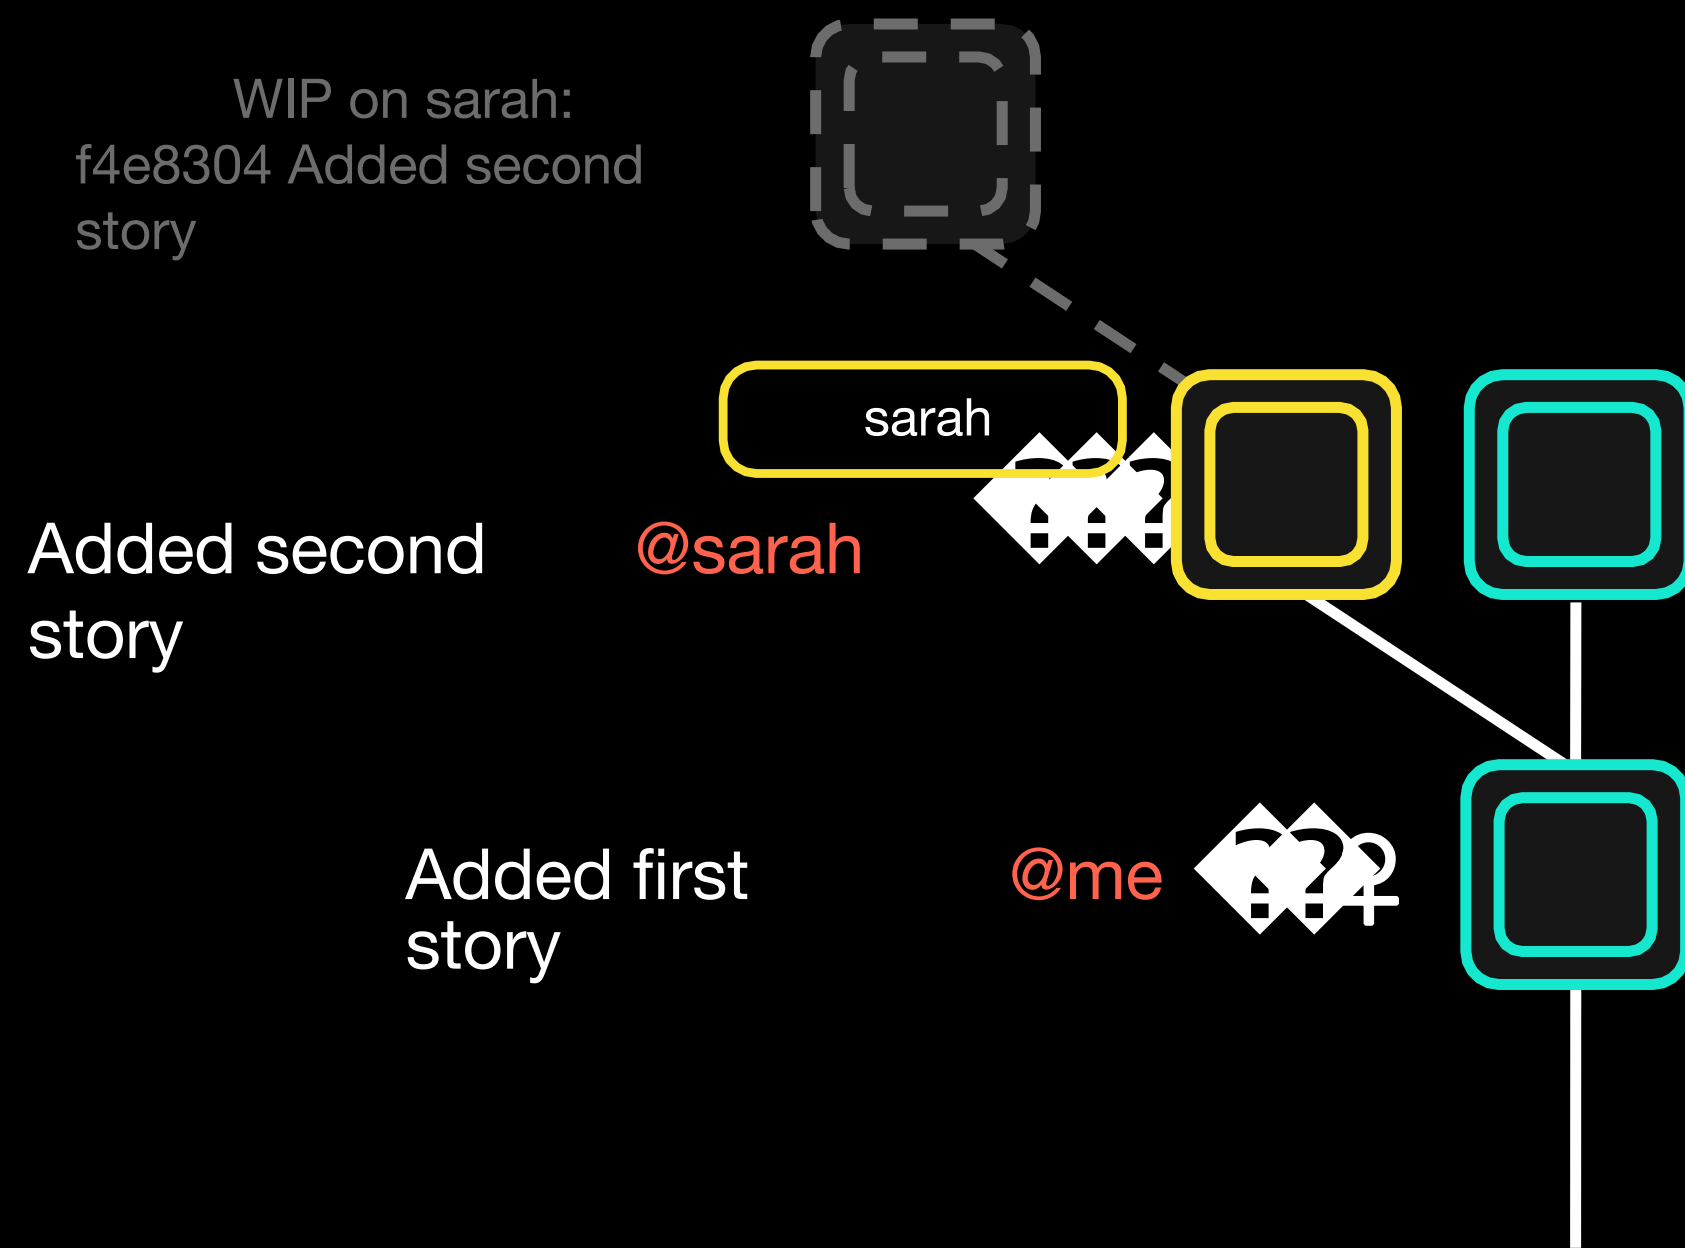 WIP on sarah:
f4e8304 Added second
story
sarah
Added second
story
@sarah
���
Added first
story
@me
��♀